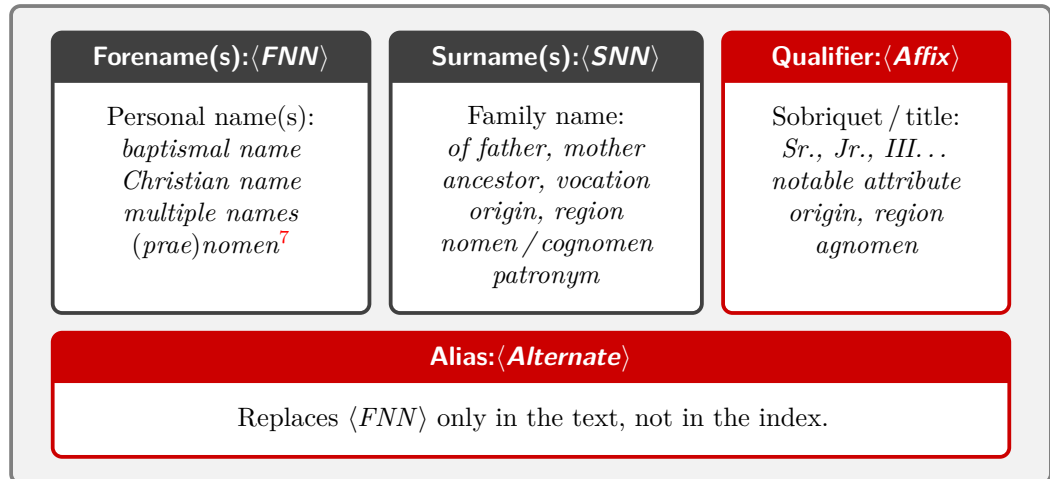 Forename(s):⟨FNN⟩
Personal name(s):
baptismal name
Christian name
multiple names
(prae)nomen7
Surname(s):⟨SNN⟩
Family name:
of father, mother
ancestor, vocation
origin, region
nomen / cognomen
patronym
Qualifier:⟨Affix⟩
Sobriquet / title:
Sr., Jr., III...
notable attribute
origin, region
agnomen
Alias:⟨Alternate⟩
Replaces ⟨FNN⟩ only in the text, not in the index.